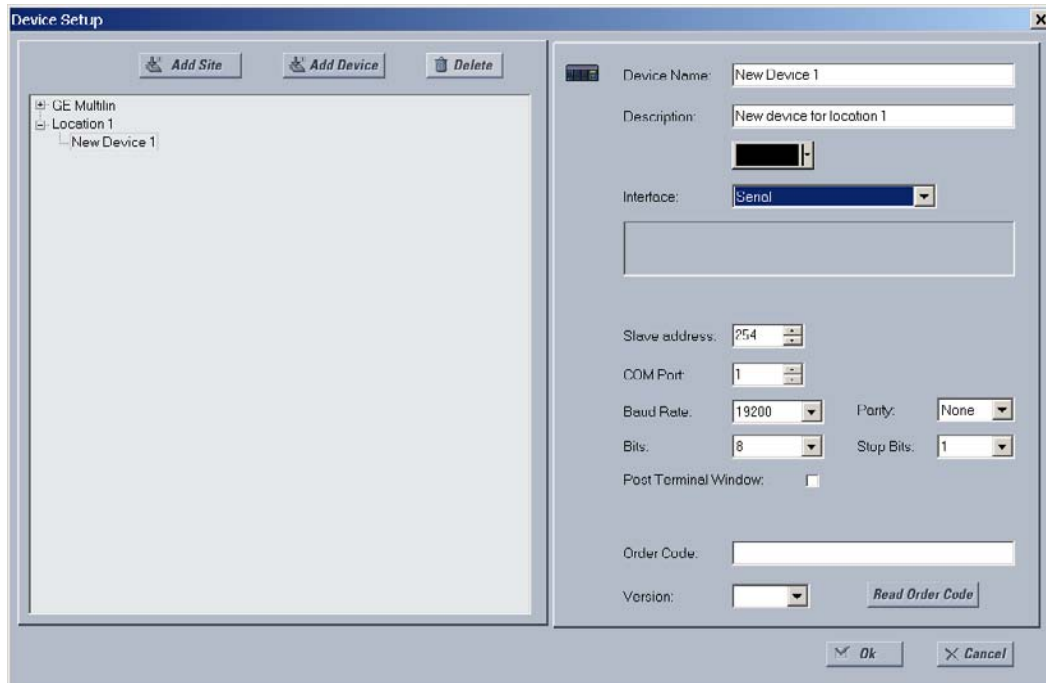 Device Setup
Add Site Add Device Delete
GE Multilin
Location 1
New Device 1
Device Name: New Device 1
Description: New device for location 1
Interface: Serial
Slave address: 254
COM Port: 1
Baud Rate: 19200 Parity: None
Bits: 8 Stop Bits: 1
Post Terminal Window:
Order Code:
Version: Read Order Code
Ok Cancel